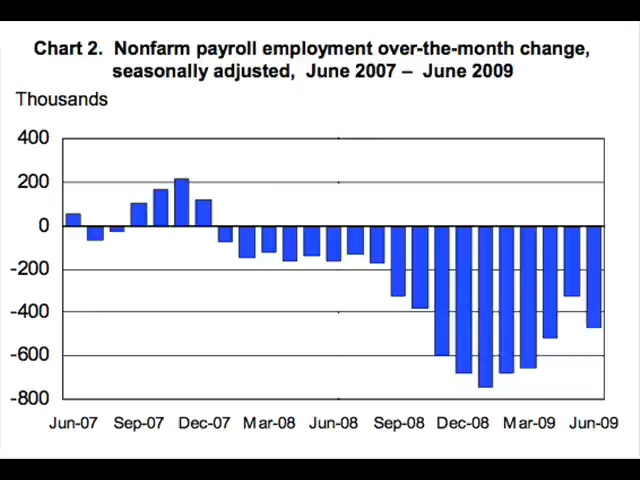 Chart 2. Nonfarm payroll employment over-the-month change,
seasonally adjusted, June 2007 – June 2009
Thousands
400
200
0
-200
-400
-600
-800
Jun-07 Sep-07 Dec-07 Mar-08 Jun-08 Sep-08 Dec-08 Mar-09 Jun-09